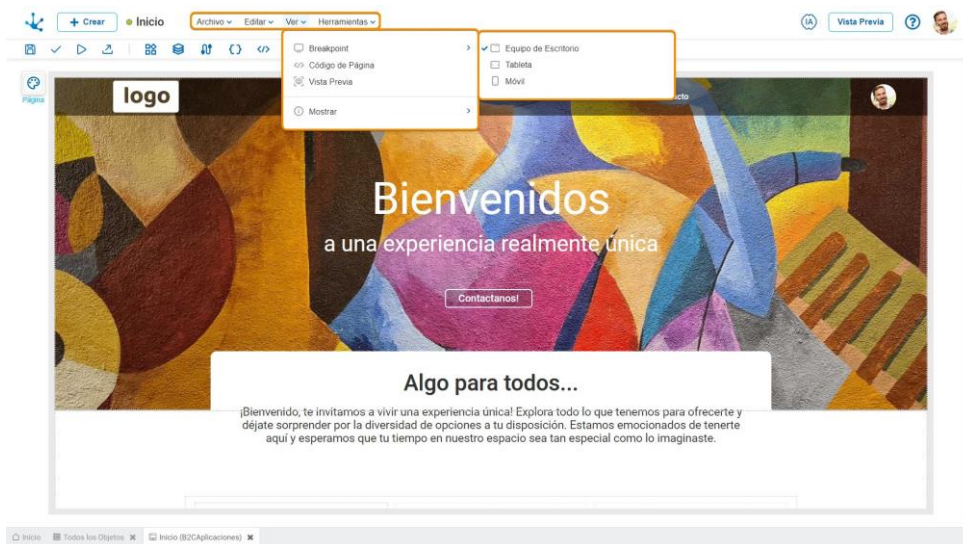 + Crear
Inicio
Archivo
Editar
Ver
Herramientas
IA
Vista Previa
?
Breakpoint
Código de Página
Vista Previa
Mostrar
Equipo de Escritorio
Tableta
Móvil
Página
logo
acto
Bienvenidos
a una experiencia realmente única
Contactanos!
Algo para todos...
¡Bienvenido, te invitamos a vivir una experiencia única! Explora todo lo que tenemos para ofrecerte y
déjate sorprender por la diversidad de opciones a tu disposición. Estamos emocionados de tenerte
aquí y esperamos que tu tiempo en nuestro espacio sea tan especial como lo imaginaste.
Inicio
Todos los Objetos
Inicio (B2CAplicaciones)